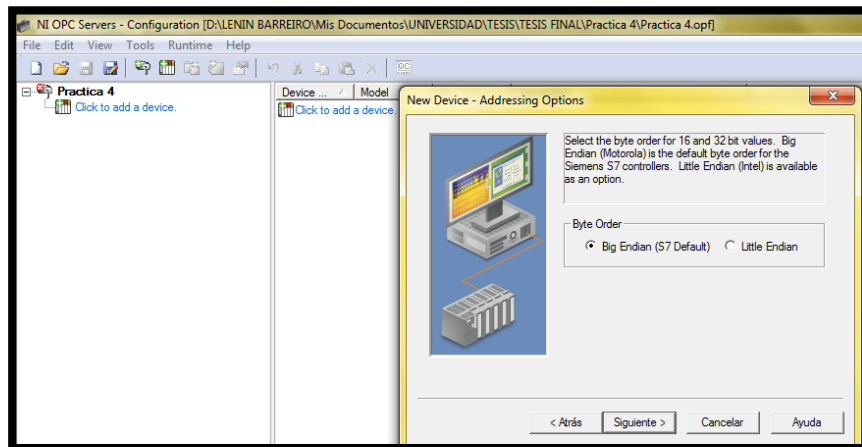 NI OPC Servers - Configuration [D:\LENIN BARREIRO\Mis Documentos\UNIVERSIDAD\TESIS\TESIS FINAL\Practica 4\Practica 4.opf]
File Edit View Tools Runtime Help
Practica 4
Click to add a device.
Device ... Model
Click to add a device.
New Device - Addressing Options
Select the byte order for 16 and 32 bit values. Big
Endian (Motorola) is the default byte order for the
Siemens S7 controllers. Little Endian (Intel) is available
as an option.
Byte Order
Big Endian (S7 Default) Little Endian
< Atrás Siguiente > Cancelar Ayuda